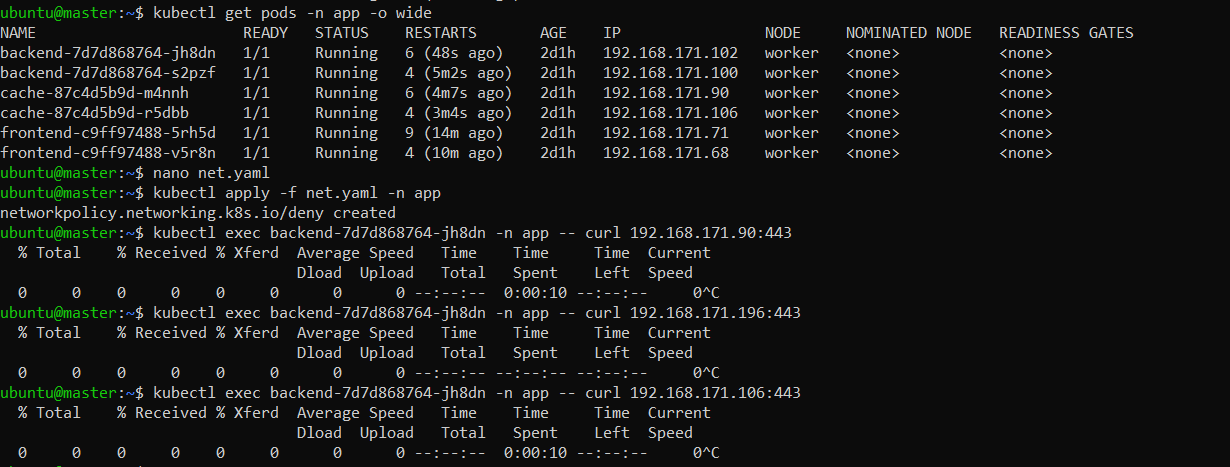 ubuntu@master:~$ kubectl get pods -n app -o wide
NAME READY STATUS RESTARTS AGE IP NODE NOMINATED NODE READINESS GATES
backend-7d7d868764-jh8dn 1/1 Running 6 (48s ago) 2d1h 192.168.171.102 worker <none> <none>
backend-7d7d868764-s2pzf 1/1 Running 4 (5m2s ago) 2d1h 192.168.171.100 worker <none> <none>
cache-87c4d5b9d-m4nnh 1/1 Running 6 (4m7s ago) 2d1h 192.168.171.90 worker <none> <none>
cache-87c4d5b9d-r5dbb 1/1 Running 4 (3m4s ago) 2d1h 192.168.171.106 worker <none> <none>
frontend-c9ff97488-5rh5d 1/1 Running 9 (14m ago) 2d1h 192.168.171.71 worker <none> <none>
frontend-c9ff97488-v5r8n 1/1 Running 4 (10m ago) 2d1h 192.168.171.68 worker <none> <none>
ubuntu@master:~$ nano net.yaml
ubuntu@master:~$ kubectl apply -f net.yaml -n app
networkpolicy.networking.k8s.io/deny created
ubuntu@master:~$ kubectl exec backend-7d7d868764-jh8dn -n app -- curl 192.168.171.90:443
% Total % Received % Xferd Average Speed Time Time Time Current
Dload Upload Total Spent Left Speed
0 0 0 0 0 0 0 0 --:--:-- 0:00:10 --:--:-- 0^C
ubuntu@master:~$ kubectl exec backend-7d7d868764-jh8dn -n app -- curl 192.168.171.196:443
% Total % Received % Xferd Average Speed Time Time Time Current
Dload Upload Total Spent Left Speed
0 0 0 0 0 0 0 0 --:--:-- --:--:-- --:--:-- 0^C
ubuntu@master:~$ kubectl exec backend-7d7d868764-jh8dn -n app -- curl 192.168.171.106:443
% Total % Received % Xferd Average Speed Time Time Time Current
Dload Upload Total Spent Left Speed
0 0 0 0 0 0 0 0 --:--:-- 0:00:10 --:--:-- 0^C